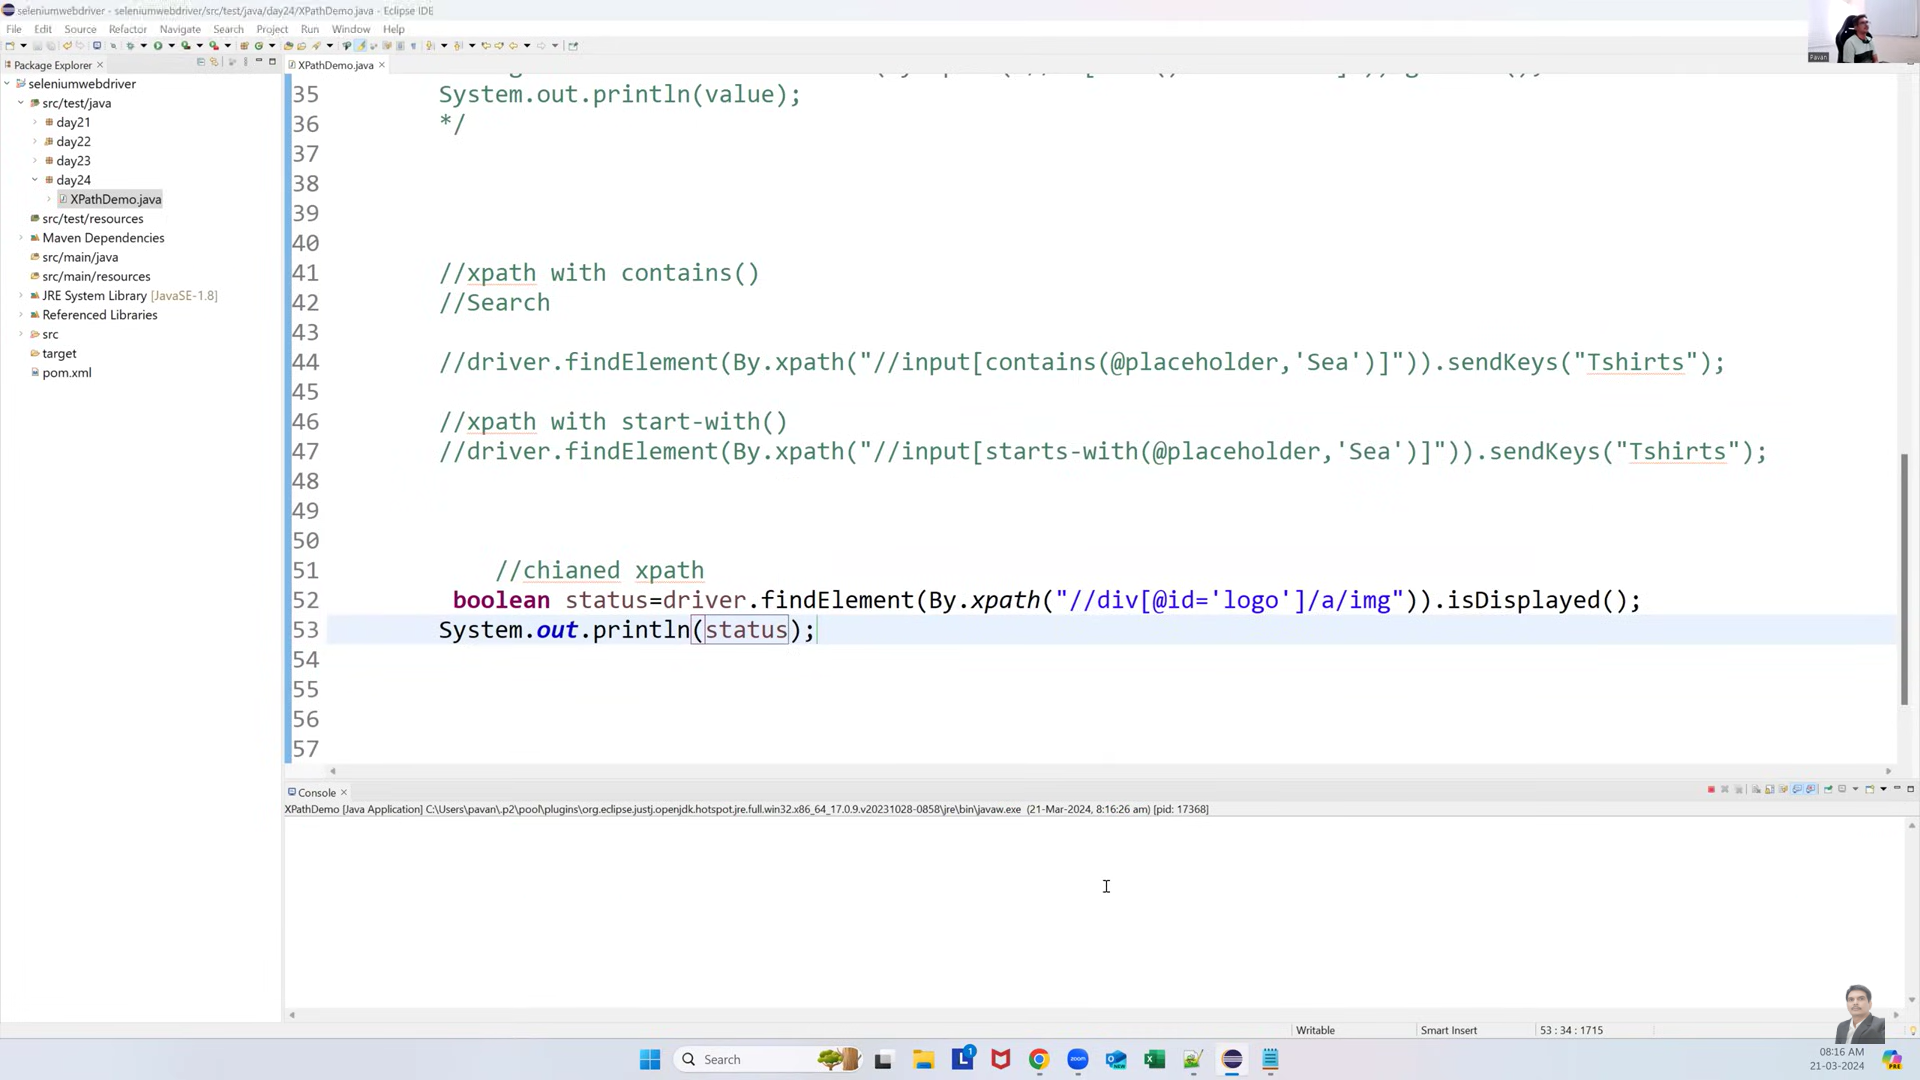 seleniumwebdriver - seleniumwebdriver/src/test/java/day24/XPathDemo.java - Eclipse IDE
File Edit Source Refactor Navigate Search Project Run Window Help
Package Explorer
XPathDemo.java
Pavan
seleniumwebdriver
src/test/java
day21
day22
day23
day24
XPathDemo.java
src/test/resources
Maven Dependencies
src/main/java
src/main/resources
JRE System Library [JavaSE-1.8]
Referenced Libraries
src
target
pom.xml
35 System.out.println(value);
36 */
37
38
39
40
41 //xpath with contains()
42 //Search
43
44 //driver.findElement(By.xpath("//input[contains(@placeholder,'Sea')]")).sendKeys("Tshirts");
45
46 //xpath with start-with()
47 //driver.findElement(By.xpath("//input[starts-with(@placeholder,'Sea')]")).sendKeys("Tshirts");
48
49
50
51 //chianed xpath
52 boolean status=driver.findElement(By.xpath("//div[@id='logo']/a/img")).isDisplayed();
53 System.out.println(status);
54
55
56
57
Console
XPathDemo [Java Application] C:\Users\pavan\.p2\pool\plugins\org.eclipse.justj.openjdk.hotspot.jre.full.win32.x86_64_17.0.9.v20231028-0858\jre\bin\javaw.exe (21-Mar-2024, 8:16:26 am) [pid: 17368]
Writable Smart Insert 53 : 34 : 1715
Search
08:16 AM
21-03-2024